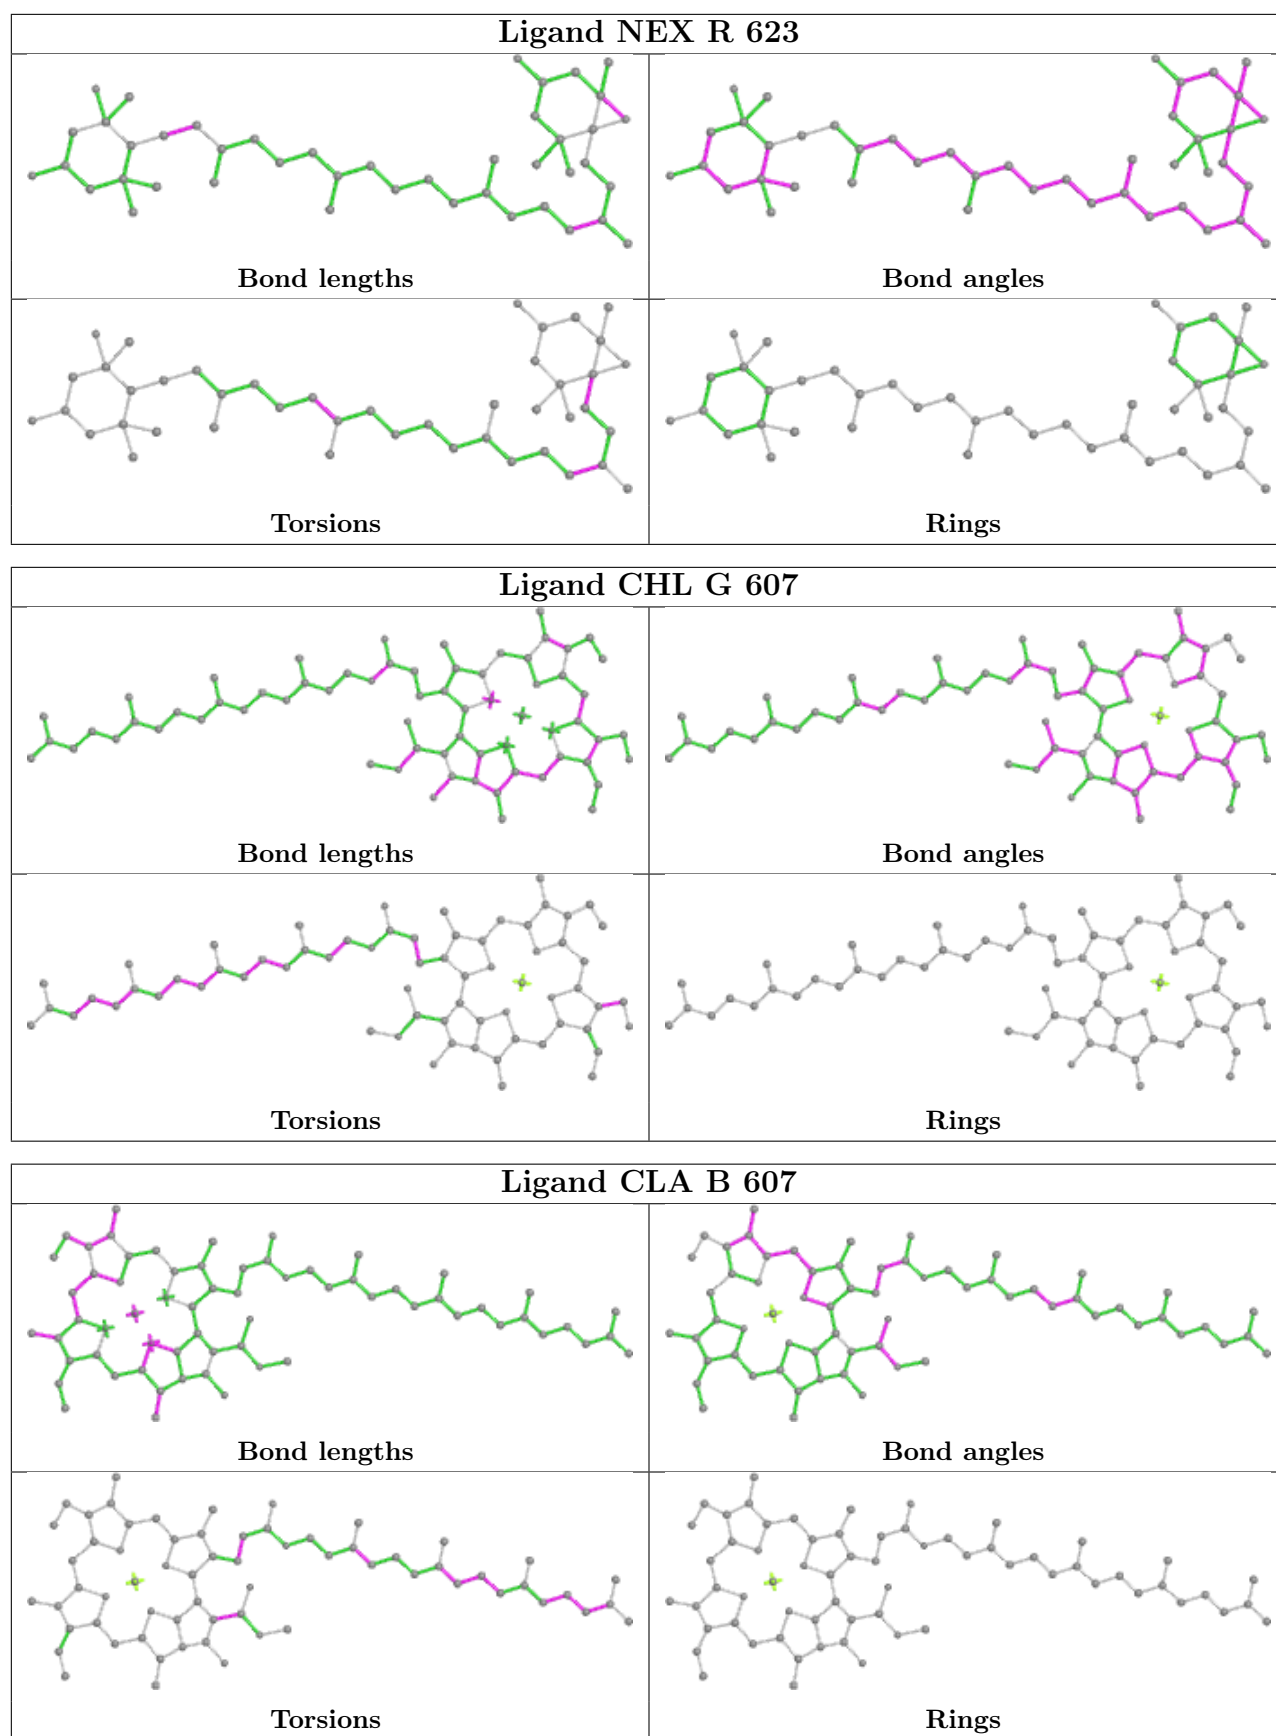 Ligand NEX R 623
Bond lengths
Bond angles
Torsions
Rings
Ligand CHL G 607
Bond lengths
Bond angles
Torsions
Rings
Ligand CLA B 607
Bond lengths
Bond angles
Torsions
Rings